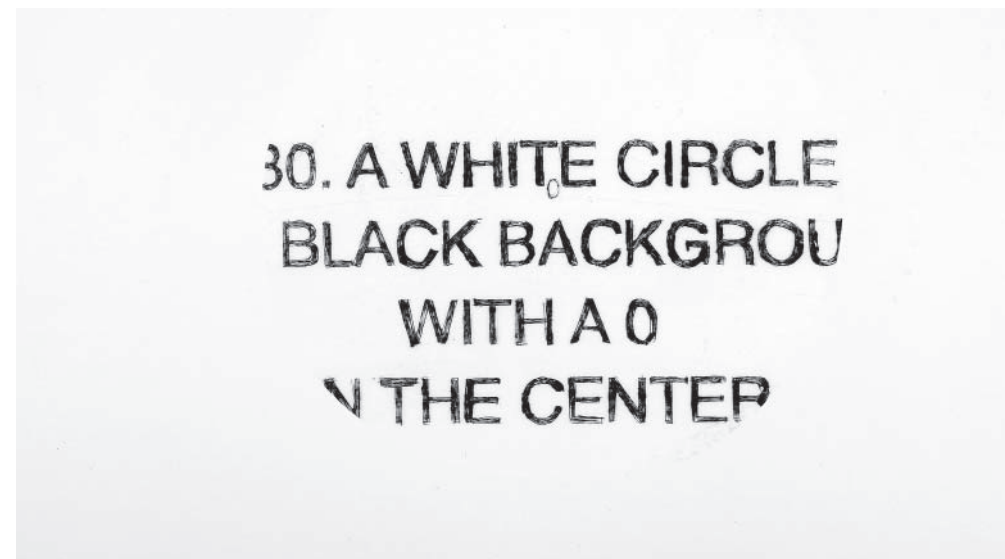 30. A WHITE CIRCLE
BLACK BACKGROU
WITH A 0
N THE CENTER